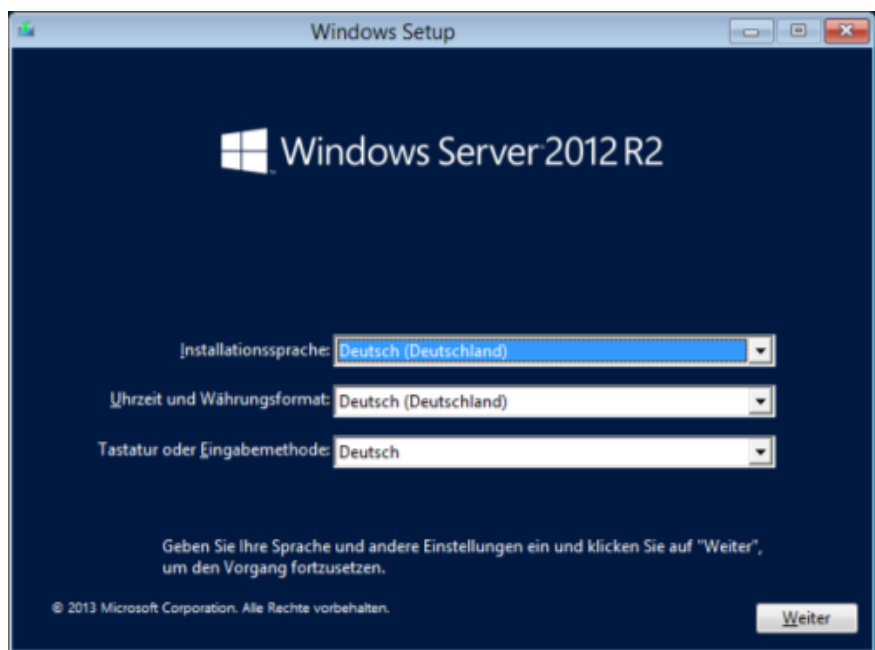 Windows Setup
Windows Server 2012 R2
Installationssprache: Deutsch (Deutschland)
Uhrzeit und Währungsformat: Deutsch (Deutschland)
Tastatur oder Eingabemethode: Deutsch
Geben Sie Ihre Sprache und andere Einstellungen ein und klicken Sie auf "Weiter",
um den Vorgang fortzusetzen.
© 2013 Microsoft Corporation. Alle Rechte vorbehalten.
Weiter